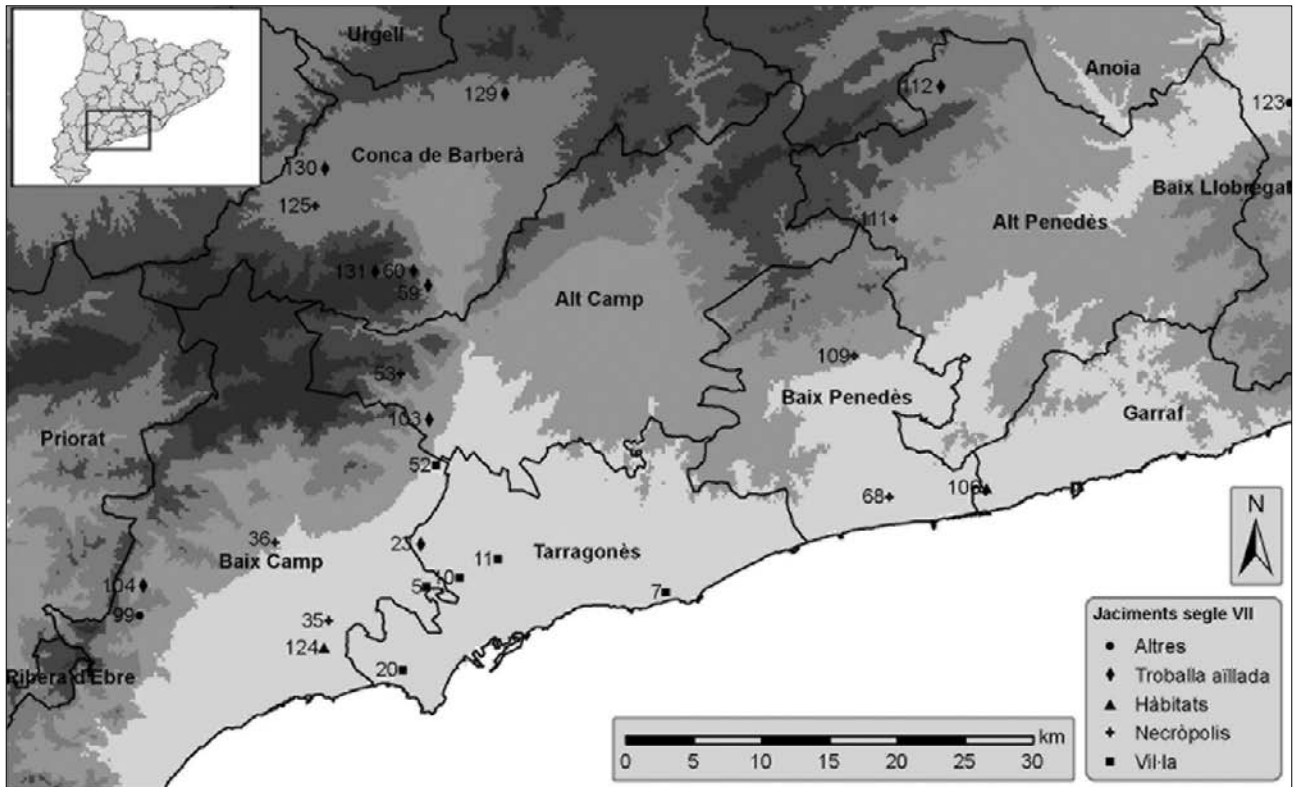 Urgell
Anoia
129
112
123
Conca de Barberà
130
Baix Llobregat
125
111
Alt Penedès
131
60
59
Alt Camp
109
53
Baix Penedès
Garraf
103
Priorat
52
68
36
23
Baix Camp
11
Tarragonès
N
10
104
5
7
99
35
124
Ribera d'Ebre
20
Jaciments segle VII
Altres
Troballa aïllada
Hàbitats
Necròpolis
Vil·la
km
0 5 10 15 20 25 30